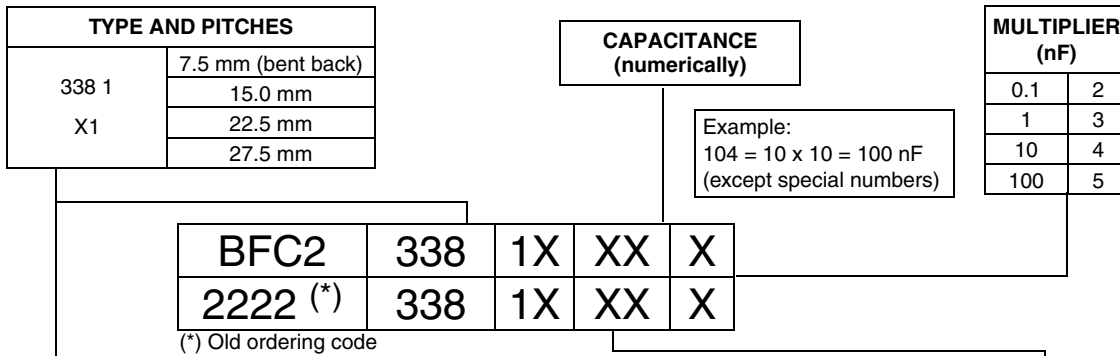 TYPE AND PITCHES
338 1
X1
7.5 mm (bent back)
15.0 mm
22.5 mm
27.5 mm
CAPACITANCE
(numerically)
Example:
104 = 10 x 10 = 100 nF
(except special numbers)
MULTIPLIER
(nF)
0.1 2
1 3
10 4
100 5
BFC2 338 1X XX X
2222 (*) 338 1X XX X
(*) Old ordering code